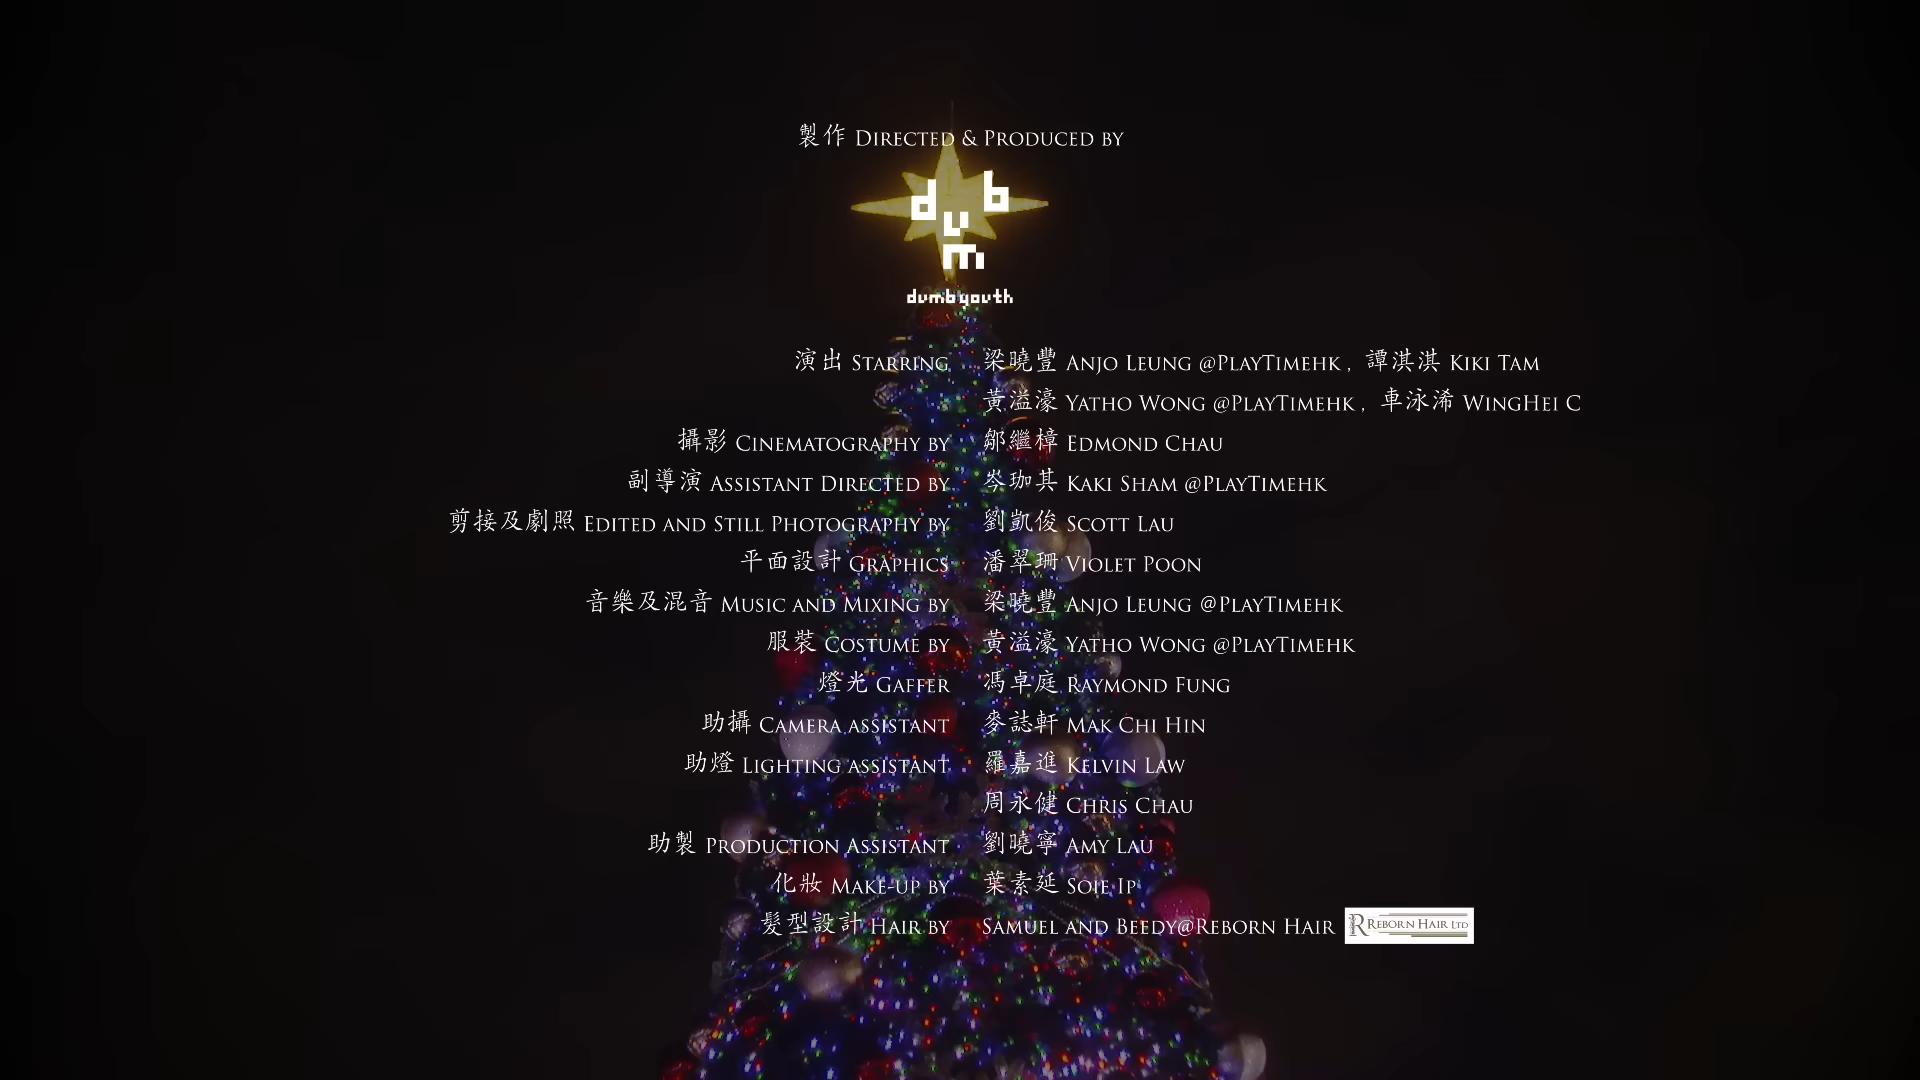 製作 Directed & Produced by
dumb
dumbyouth
演出 Starring 梁曉豐 Anjo Leung @PlayTimehk , 譚淇淇 Kiki Tam
黃溢濠 Yatho Wong @PlayTimehk , 車泳浠 WingHei C
攝影 Cinematography by 鄒繼樟 Edmond Chau
副導演 Assistant Directed by 岑珈其 Kaki Sham @PlayTimehk
剪接及劇照 Edited and Still Photography by 劉凱俊 Scott Lau
平面設計 Graphics 潘翠珊 Violet Poon
音樂及混音 Music and Mixing by 梁曉豐 Anjo Leung @PlayTimehk
服裝 Costume by 黃溢濠 Yatho Wong @PlayTimehk
燈光 Gaffer 馮卓庭 Raymond Fung
助攝 Camera assistant 麥誌軒 Mak Chi Hin
助燈 Lighting assistant 羅嘉進 Kelvin Law
周永健 Chris Chau
助製 Production Assistant 劉曉寧 Amy Lau
化妝 Make-up by 葉素延 Soie Ip
髮型設計 Hair by Samuel and Beedy@Reborn Hair R Reborn Hair Ltd